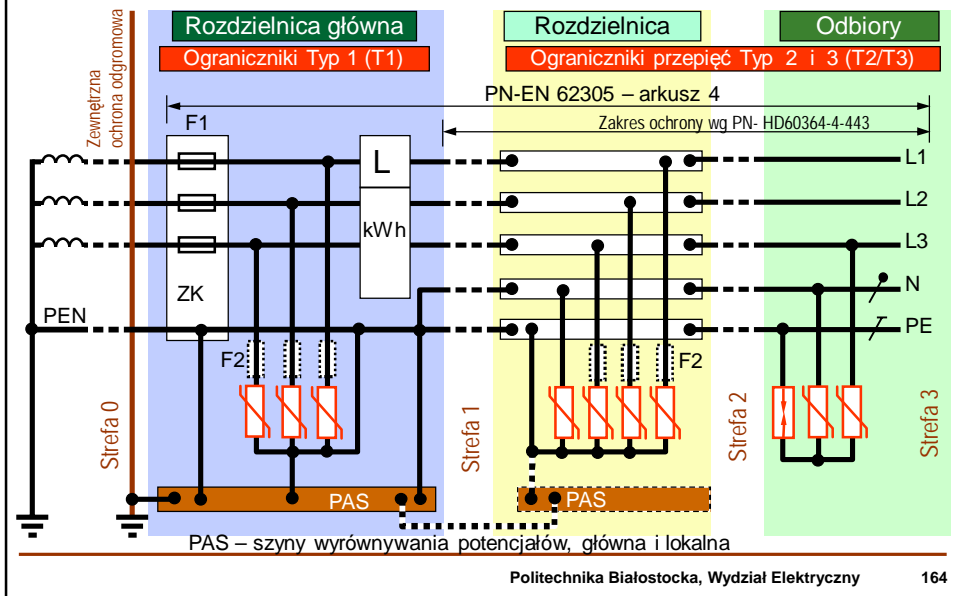 Rozdzielnica główna
Rozdzielnica
Odbiory
Ograniczniki Typ 1 (T1)
Ograniczniki przepięć Typ 2 i 3 (T2/T3)
Zewnętrzna
ochrona odgromowa
PN-EN 62305 – arkusz 4
F1
Zakres ochrony wg PN- HD60364-4-443
L
L1
L2
kWh
L3
ZK
N
PEN
PE
F2
F2
Strefa 0
Strefa 1
Strefa 2
Strefa 3
PAS
PAS
PAS – szyny wyrównywania potencjałów, główna i lokalna
Politechnika Białostocka, Wydział Elektryczny 164